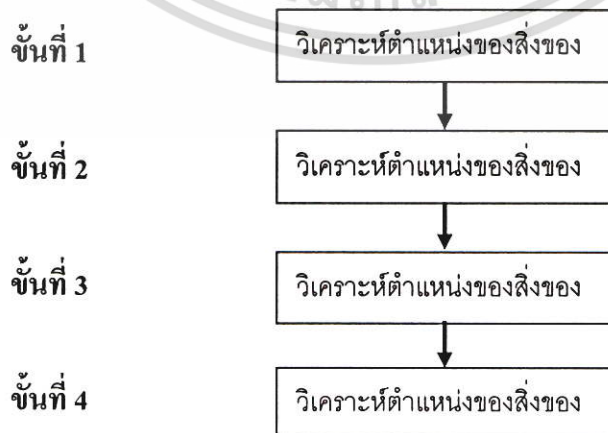 ขั้นที่ 1 วิเคราะห์ตำแหน่งของสิ่งของ
ขั้นที่ 2 วิเคราะห์ตำแหน่งของสิ่งของ
ขั้นที่ 3 วิเคราะห์ตำแหน่งของสิ่งของ
ขั้นที่ 4 วิเคราะห์ตำแหน่งของสิ่งของ